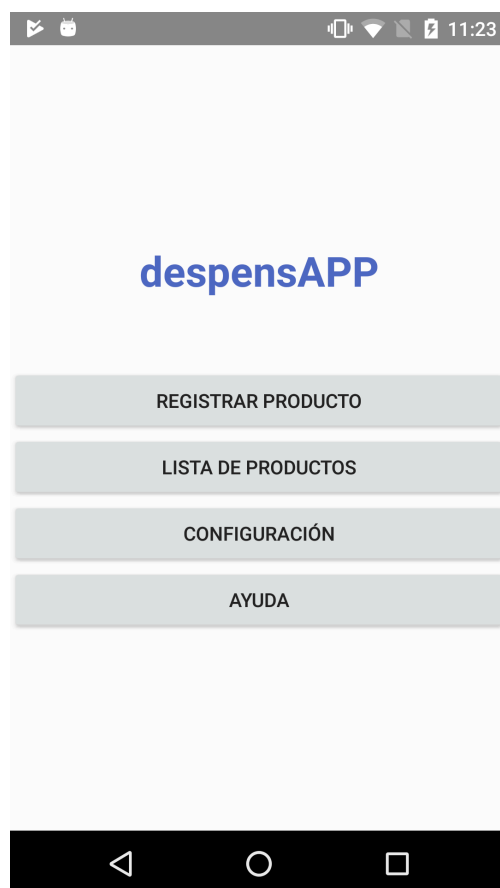 11:23
despensAPP
REGISTRAR PRODUCTO
LISTA DE PRODUCTOS
CONFIGURACIÓN
AYUDA